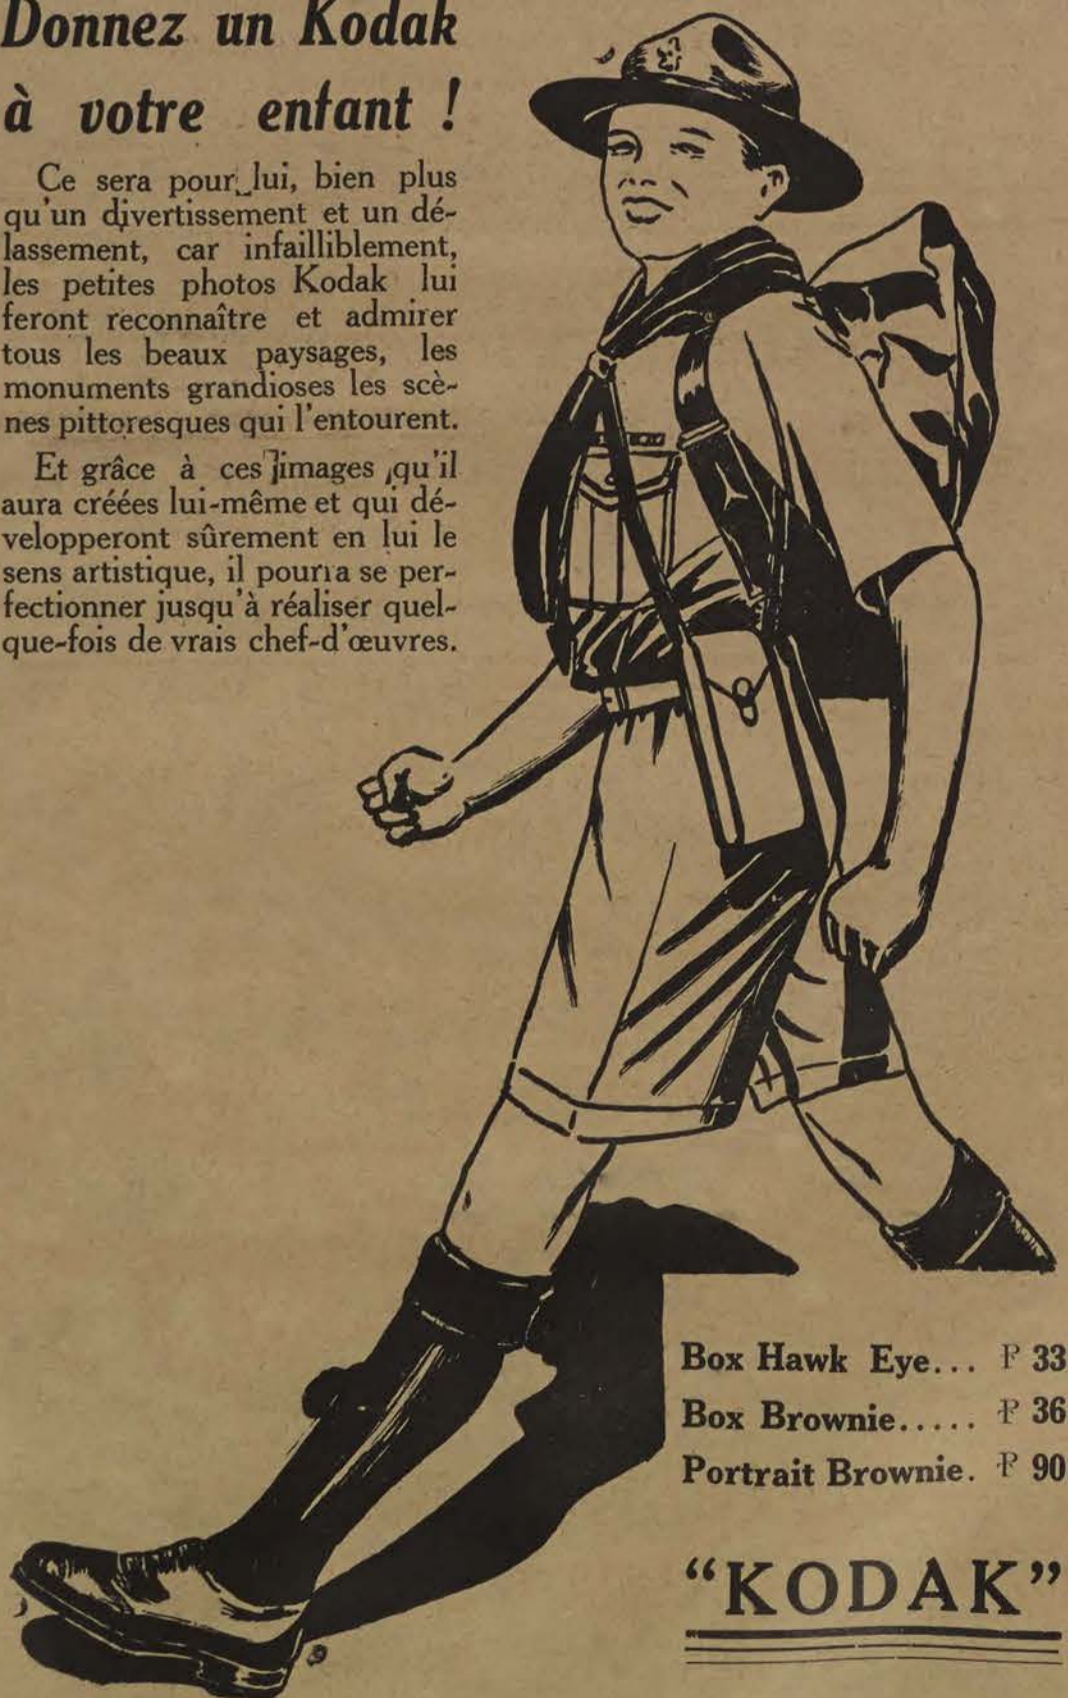 Donnez un Kodak
à votre enfant !
Ce sera pour lui, bien plus
qu'un divertissement et un dé-
lassement, car infailliblement,
les petites photos Kodak lui
feront reconnaître et admirer
tous les beaux paysages, les
monuments grandioses les scè-
nes pittoresques qui l'entourent.
Et grâce à ces images qu'il
aura créées lui-même et qui dé-
velopperont sûrement en lui le
sens artistique, il pourra se per-
fectionner jusqu'à réaliser quel-
que-fois de vrais chef-d'œuvres.
Box Hawk Eye... P 33
Box Brownie..... P 36
Portrait Brownie. P 90
“KODAK”